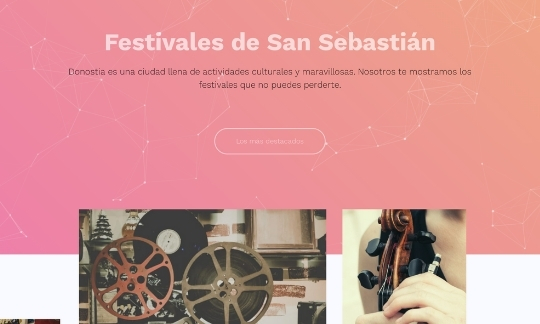 Festivales de San Sebastián
Donostia es una ciudad llena de actividades culturales y maravillosas. Nosotros te mostramos los
festivales que no puedes perderte.
Los más destacados